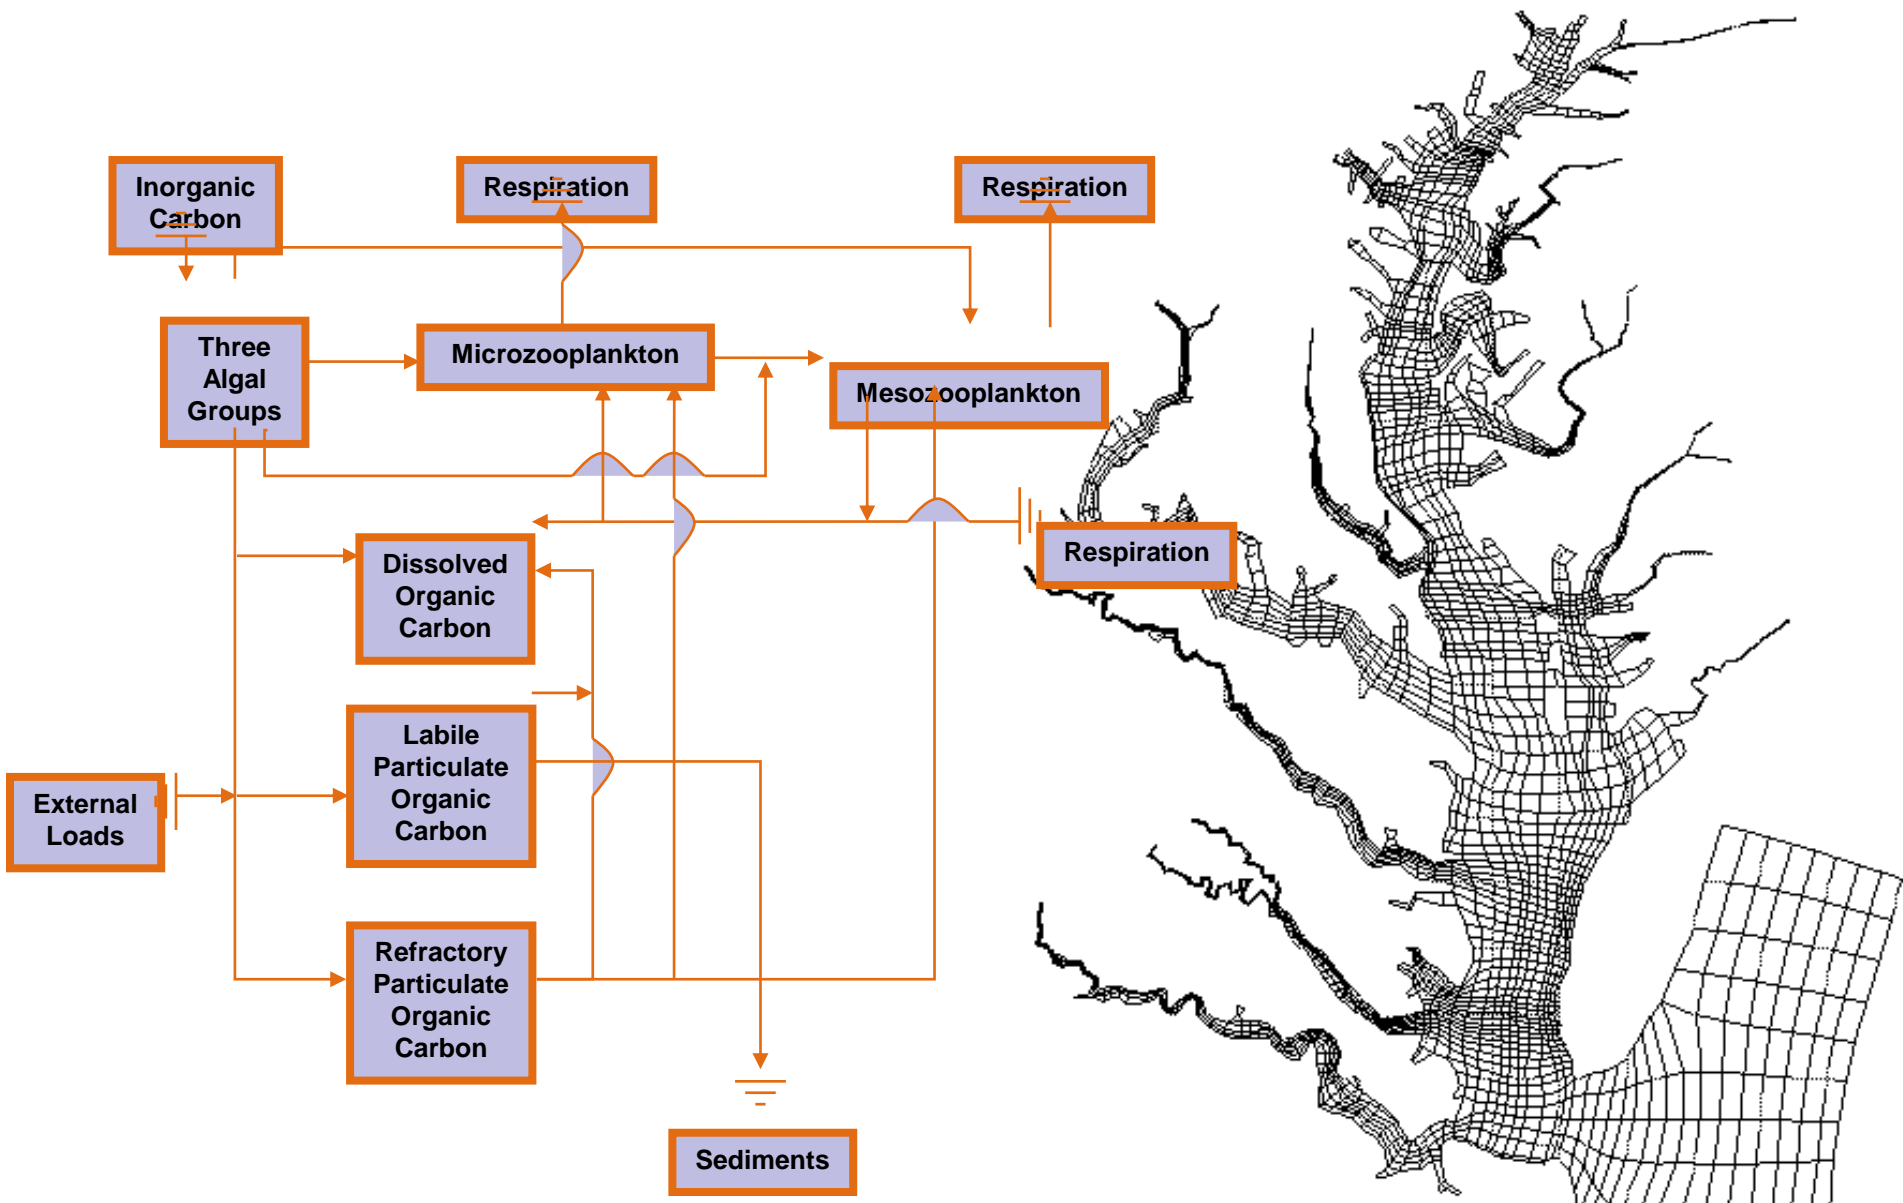 Inorganic
Carbon
Respiration
Respiration
Three
Algal
Groups
Microzooplankton
Mesozooplankton
Dissolved
Organic
Carbon
Respiration
Labile
Particulate
Organic
Carbon
External
Loads
Refractory
Particulate
Organic
Carbon
Sediments